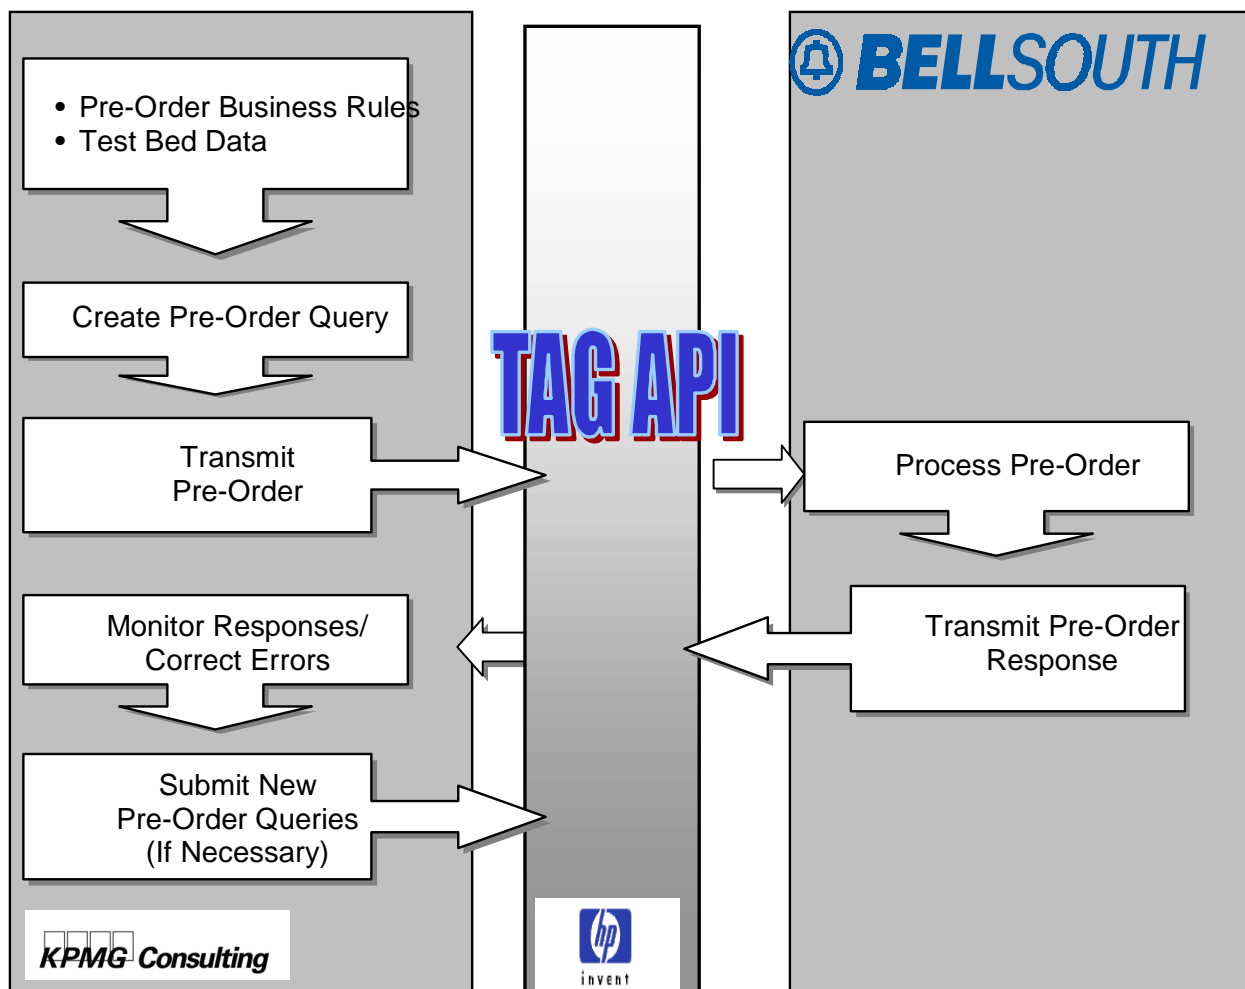 BELLSOUTH
• Pre-Order Business Rules
• Test Bed Data
Create Pre-Order Query
TAG API
Transmit
Pre-Order
Process Pre-Order
Monitor Responses/
Correct Errors
Transmit Pre-Order
Response
Submit New
Pre-Order Queries
(If Necessary)
KPMG Consulting
hp
invent